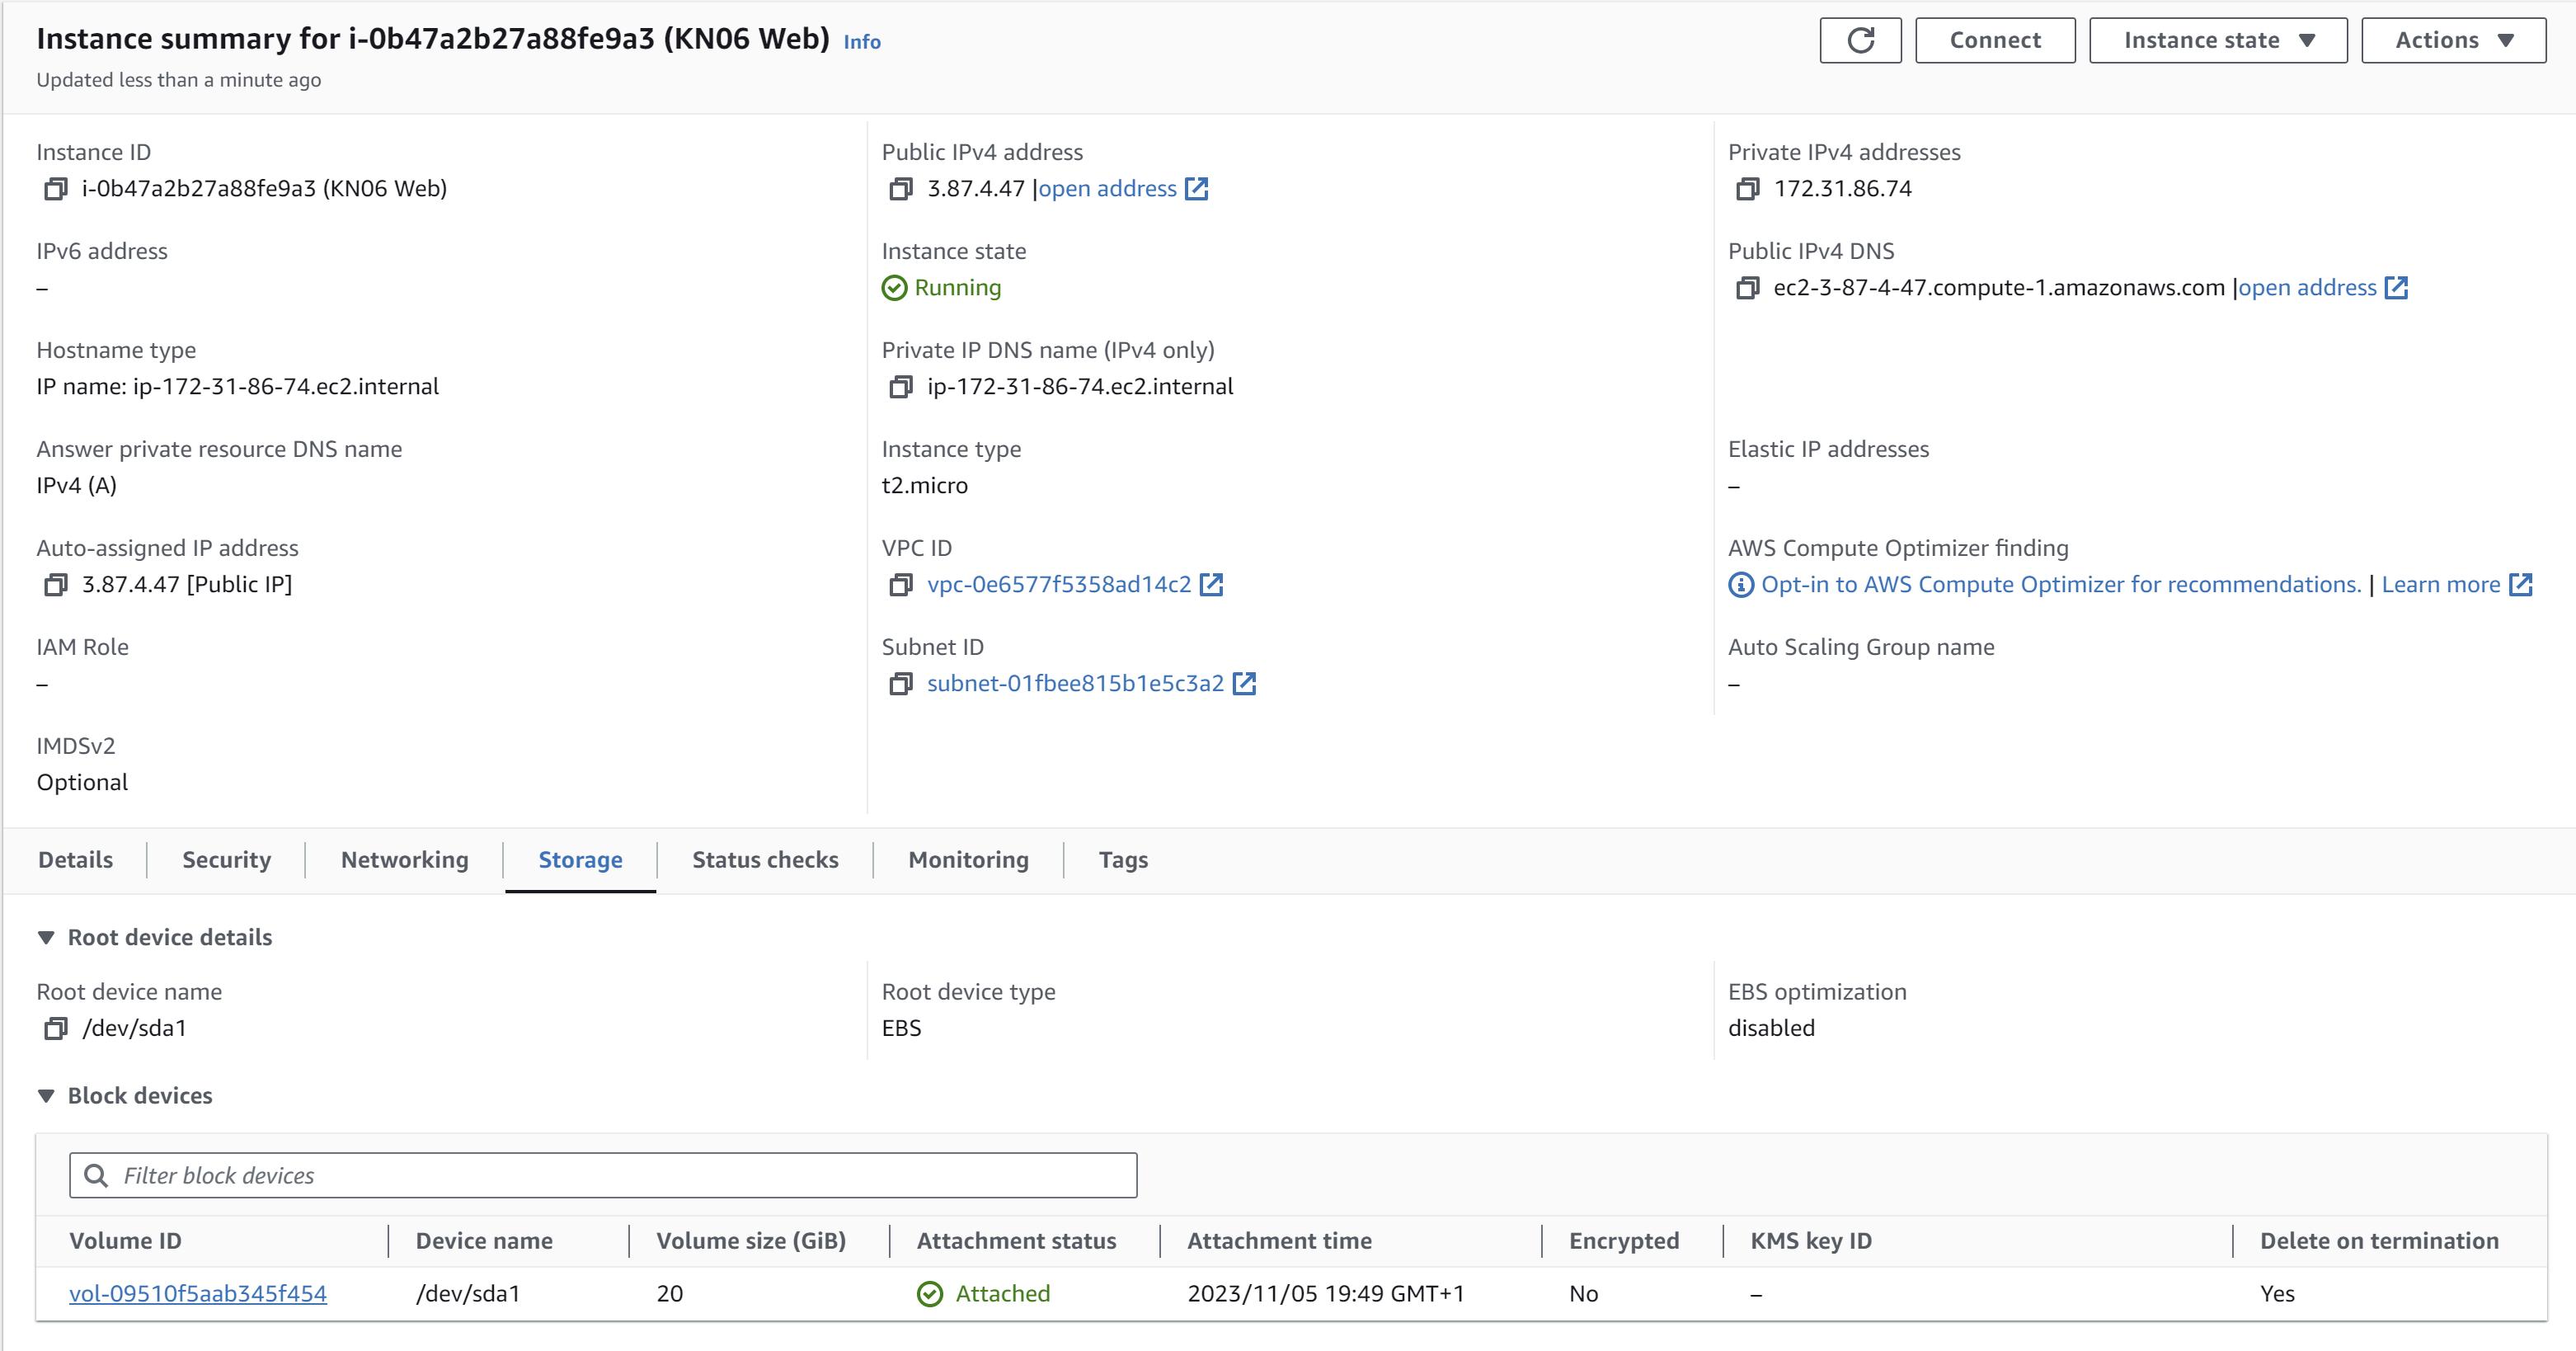 Instance summary for i-0b47a2b27a88fe9a3 (KN06 Web) Info
Updated less than a minute ago
Connect
Instance state
Actions
Instance ID
i-0b47a2b27a88fe9a3 (KN06 Web)
Public IPv4 address
3.87.4.47 |open address
Private IPv4 addresses
172.31.86.74
IPv6 address
–
Instance state
Running
Public IPv4 DNS
ec2-3-87-4-47.compute-1.amazonaws.com |open address
Hostname type
IP name: ip-172-31-86-74.ec2.internal
Private IP DNS name (IPv4 only)
ip-172-31-86-74.ec2.internal
Answer private resource DNS name
IPv4 (A)
Instance type
t2.micro
Elastic IP addresses
–
Auto-assigned IP address
3.87.4.47 [Public IP]
VPC ID
vpc-0e6577f5358ad14c2
AWS Compute Optimizer finding
Opt-in to AWS Compute Optimizer for recommendations. | Learn more
IAM Role
–
Subnet ID
subnet-01fbee815b1e5c3a2
Auto Scaling Group name
–
IMDSv2
Optional
Details Security Networking Storage Status checks Monitoring Tags
Root device details
Root device name
/dev/sda1
Root device type
EBS
EBS optimization
disabled
Block devices
Filter block devices
Volume ID Device name Volume size (GiB) Attachment status Attachment time Encrypted KMS key ID Delete on termination
vol-09510f5aab345f454 /dev/sda1 20 Attached 2023/11/05 19:49 GMT+1 No – Yes